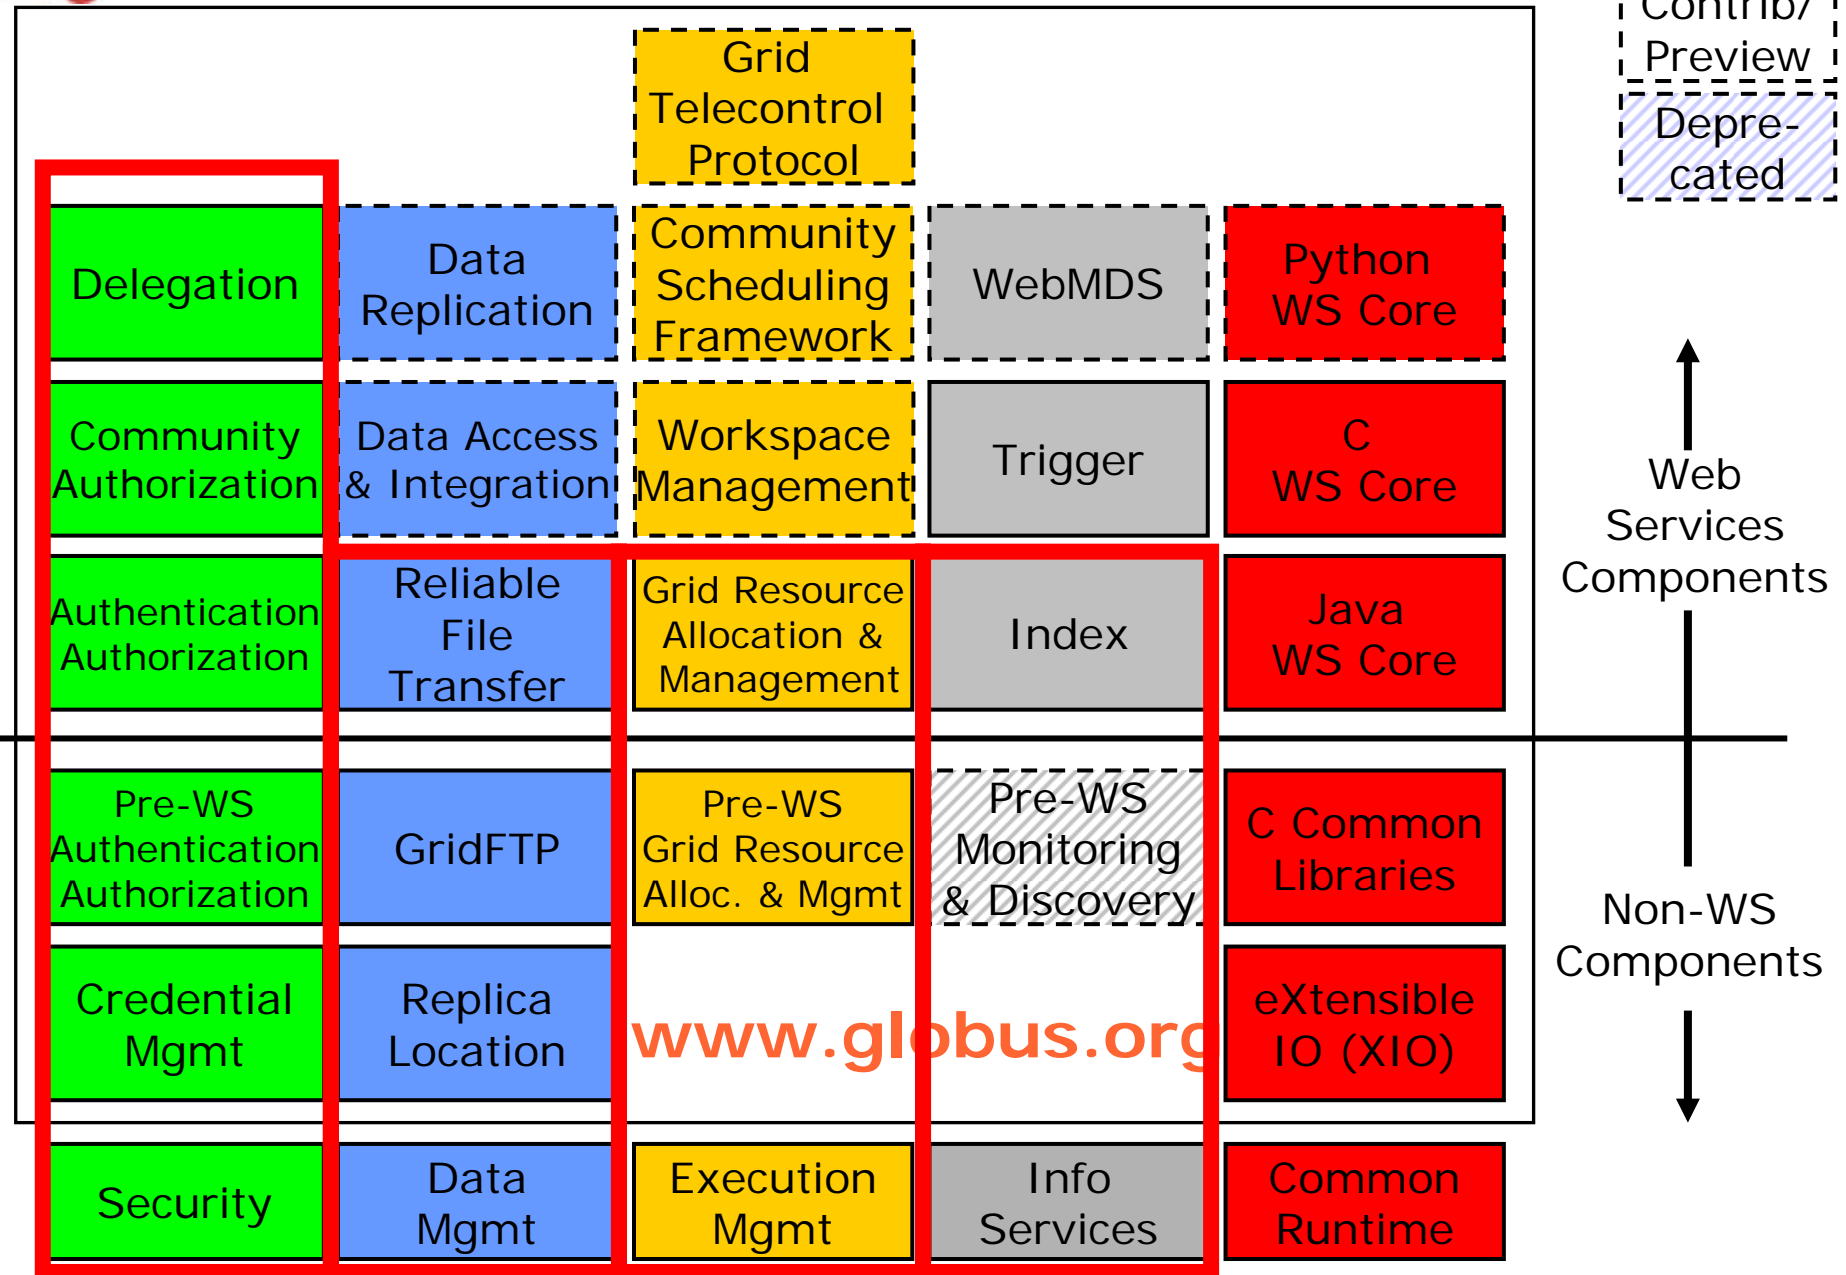 Contrib/
Preview
Depre-
cated
Grid
Telecontrol
Protocol
Delegation
Data
Replication
Community
Scheduling
Framework
WebMDS
Python
WS Core
Community
Authorization
Data Access
& Integration
Workspace
Management
Trigger
C
WS Core
Authentication
Authorization
Reliable
File
Transfer
Grid Resource
Allocation &
Management
Index
Java
WS Core
Web
Services
Components
Pre-WS
Authentication
Authorization
GridFTP
Pre-WS
Grid Resource
Alloc. & Mgmt
Pre-WS
Monitoring
& Discovery
C Common
Libraries
Non-WS
Components
Credential
Mgmt
Replica
Location
www.globus.org
eXtensible
IO (XIO)
Security
Data
Mgmt
Execution
Mgmt
Info
Services
Common
Runtime